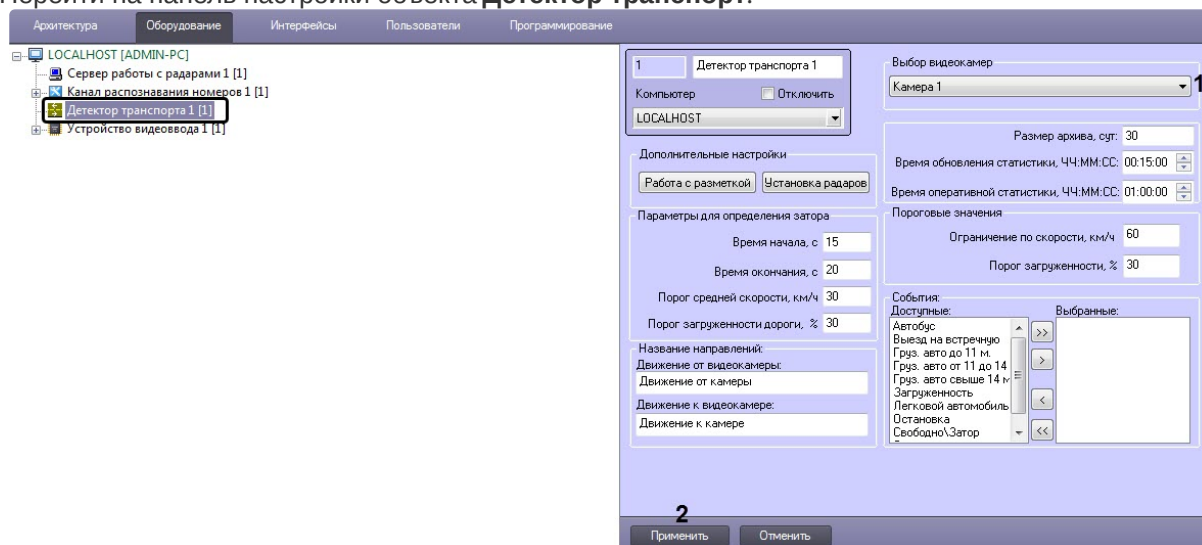 Перейти на панель настройки объекта Детектор транспорт.
Архитектура Оборудование Интерфейсы Пользователи Программирование
LOCALHOST [ADMIN-PC]
Сервер работы с радарами 1 [1]
Канал распознавания номеров 1 [1]
Детектор транспорта 1 [1]
Устройство видеоввода 1 [1]
1 Детектор транспорта 1
Компьютер Отключить
LOCALHOST
Выбор видеокамер
Камера 1
1
Дополнительные настройки
Работа с разметкой Установка радаров
Размер архива, сут: 30
Время обновления статистики, ЧЧ:ММ:СС: 00:15:00
Время оперативной статистики, ЧЧ:ММ:СС: 01:00:00
Параметры для определения затора
Время начала, с 15
Время окончания, с 20
Порог средней скорости, км/ч 30
Порог загруженности дороги, % 30
Пороговые значения
Ограничение по скорости, км/ч 60
Порог загруженности, % 30
Название направлений:
Движение от видеокамеры:
Движение от камеры
Движение к видеокамере:
Движение к камере
События:
Доступные: Выбранные:
Автобус
Выезд на встречную
Груз. авто до 11 м.
Груз. авто от 11 до 14
Груз. авто свыше 14 м
Загруженность
Легковой автомобиль
Остановка
Свободно\Затор
>>
>
<
<<
2
Применить Отменить